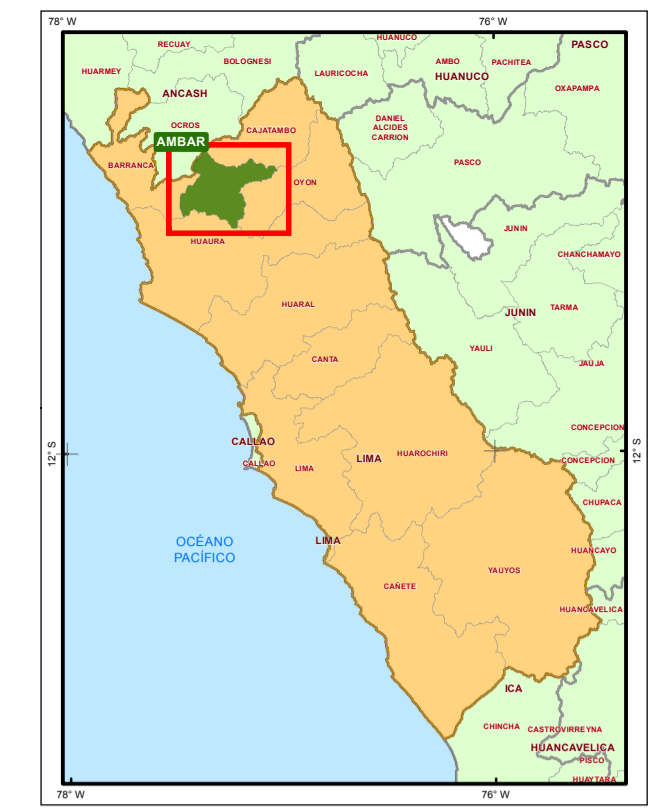 78° W
76° W
HUANUCO
RECUAY
PASCO
BOLOGNESI
AMBO
PACHITEA
HUARMEY
LAURICOCHA
HUANUCO
OXAPAMPA
ANCASH
DANIEL
ALCIDES
CARRION
OCROS
CAJATAMBO
AMBAR
BARRANCA
PASCO
OYON
JUNIN
HUAURA
CHANCHAMAYO
HUARAL
TARMA
JUNIN
YAULI
CANTA
JAUJA
CONCEPCION
CALLAO
12° S
12° S
HUAROCHIRI
LIMA
CONCEPCION
CALLAO
LIMA
CHUPACA
LIMA
OCÉANO
PACÍFICO
HUANCAYO
YAUYOS
CAÑETE
HUANCAVELICA
ICA
CHINCHA
CASTROVIRREYNA
HUANCAVELICA
PISCO
HUAYTARA
78° W
76° W